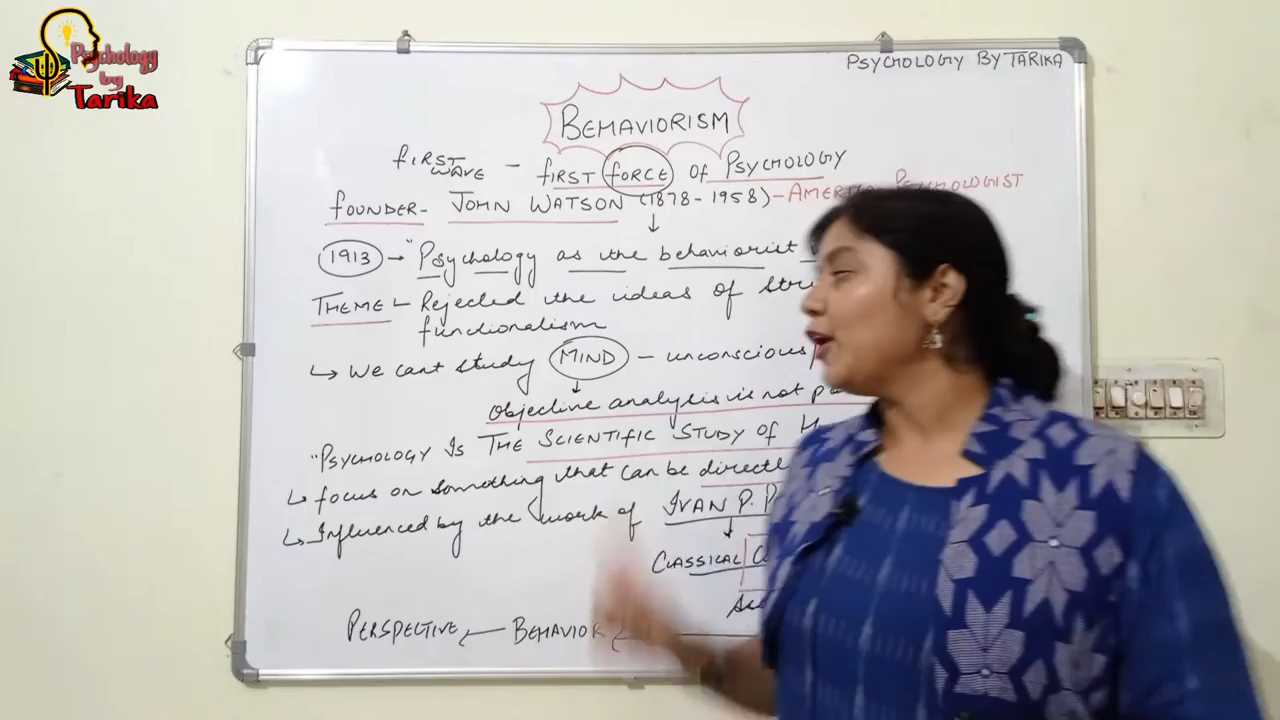 Psychology
by
Tarika
PSYCHOLOGY BY TARIKA
BEHAVIORISM
FIRST WAVE - FIRST FORCE OF PSYCHOLOGY
FOUNDER- JOHN WATSON (1878-1958)- PSYCHOLOGIST
1913 → "Psychology as the behaviorist
THEME - Rejected the ideas of
functionalism
↳ We cant study MIND - unconscious
Objective analysis is not
"PSYCHOLOGY IS THE SCIENTIFIC STUDY OF
↳ focus on something that can be
↳ Influenced by the work of IVAN P.
CLASSICAL
PERSPECTIVE ← BEHAVIOR ←